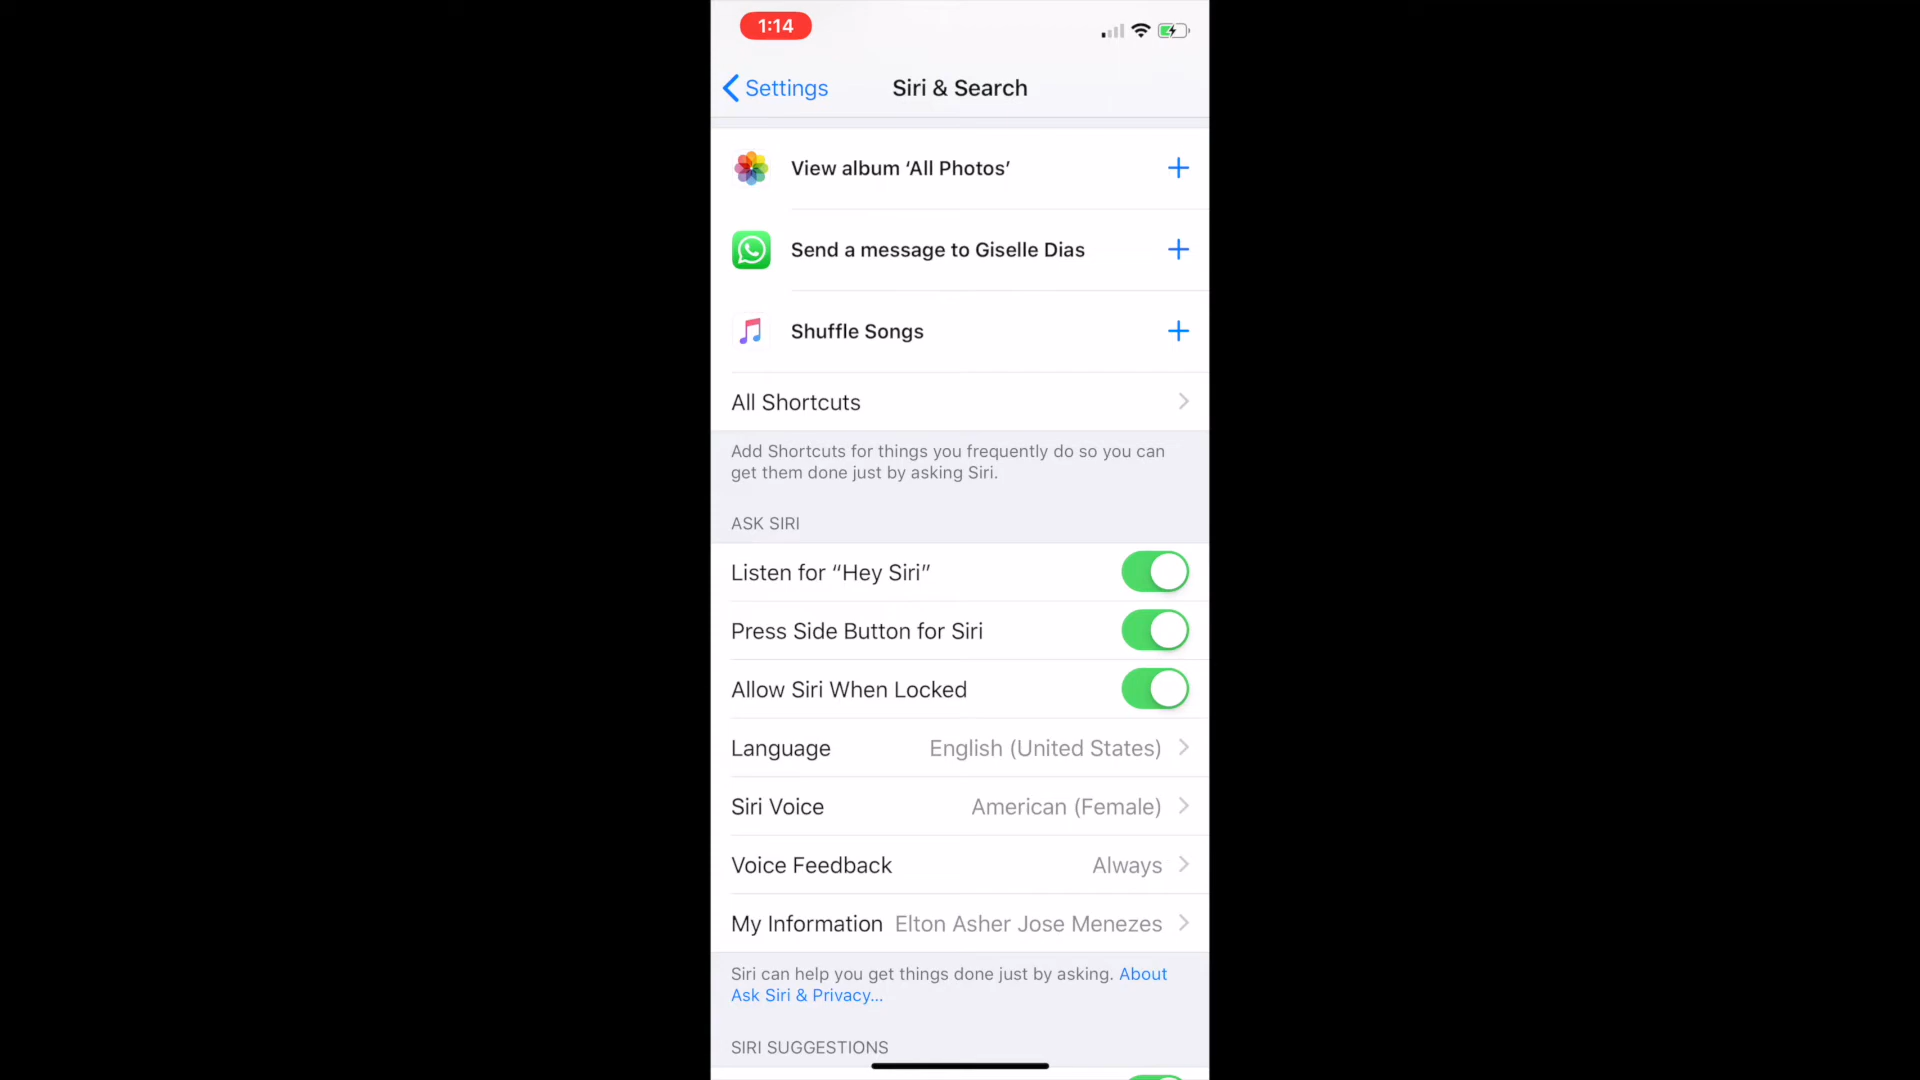 1:14
Settings
Siri & Search
View album ‘All Photos’
Send a message to Giselle Dias
Shuffle Songs
All Shortcuts
Add Shortcuts for things you frequently do so you can
get them done just by asking Siri.
ASK SIRI
Listen for “Hey Siri”
Press Side Button for Siri
Allow Siri When Locked
Language English (United States)
Siri Voice American (Female)
Voice Feedback Always
My Information Elton Asher Jose Menezes
Siri can help you get things done just by asking. About
Ask Siri & Privacy...
SIRI SUGGESTIONS